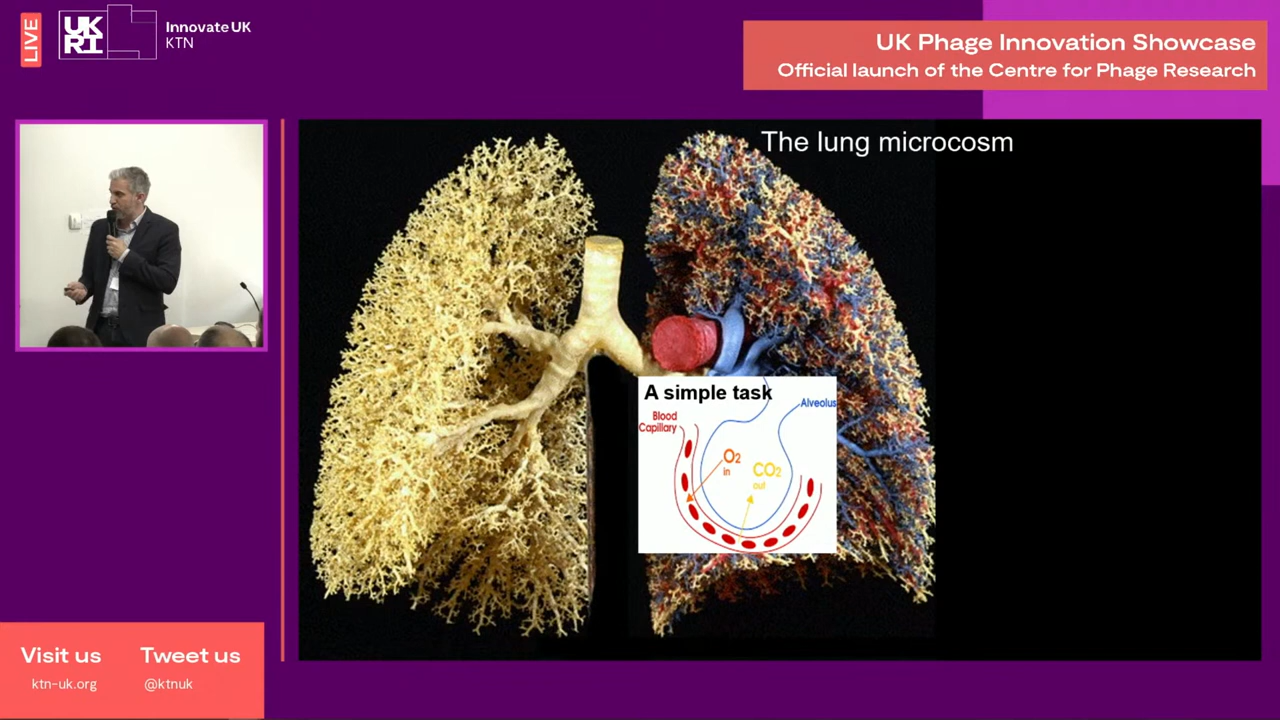 LIVE
UK
RI
Innovate UK
KTN
UK Phage Innovation Showcase
Official launch of the Centre for Phage Research
The lung microcosm
A simple task
Blood
Capillary
Alveolus
O₂
in
CO₂
out
Visit us
ktn-uk.org
Tweet us
@ktnuk